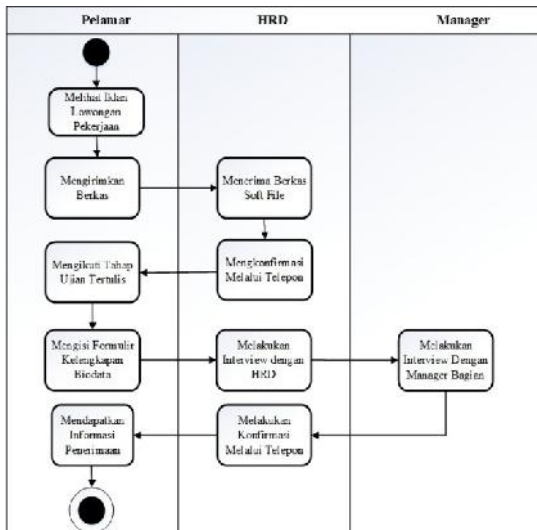 Pelamar
HRD
Manager
Melihat Iklan
Lowongan
Pekerjaan
Mengirimkan
Berkas
Menerima Berkas
Soft File
Mengkonfirmasi
Melalui Telepon
Mengikuti Tahap
Ujian Tertulis
Mengisi Formulir
Kelengkapan
Biodata
Melakukan
Interview dengan
HRD
Melakukan
Interview Dengan
Manager Bagian
Melakukan
Konfirmasi
Melalui Telepon
Mendapatkan
Informasi
Penerimaan